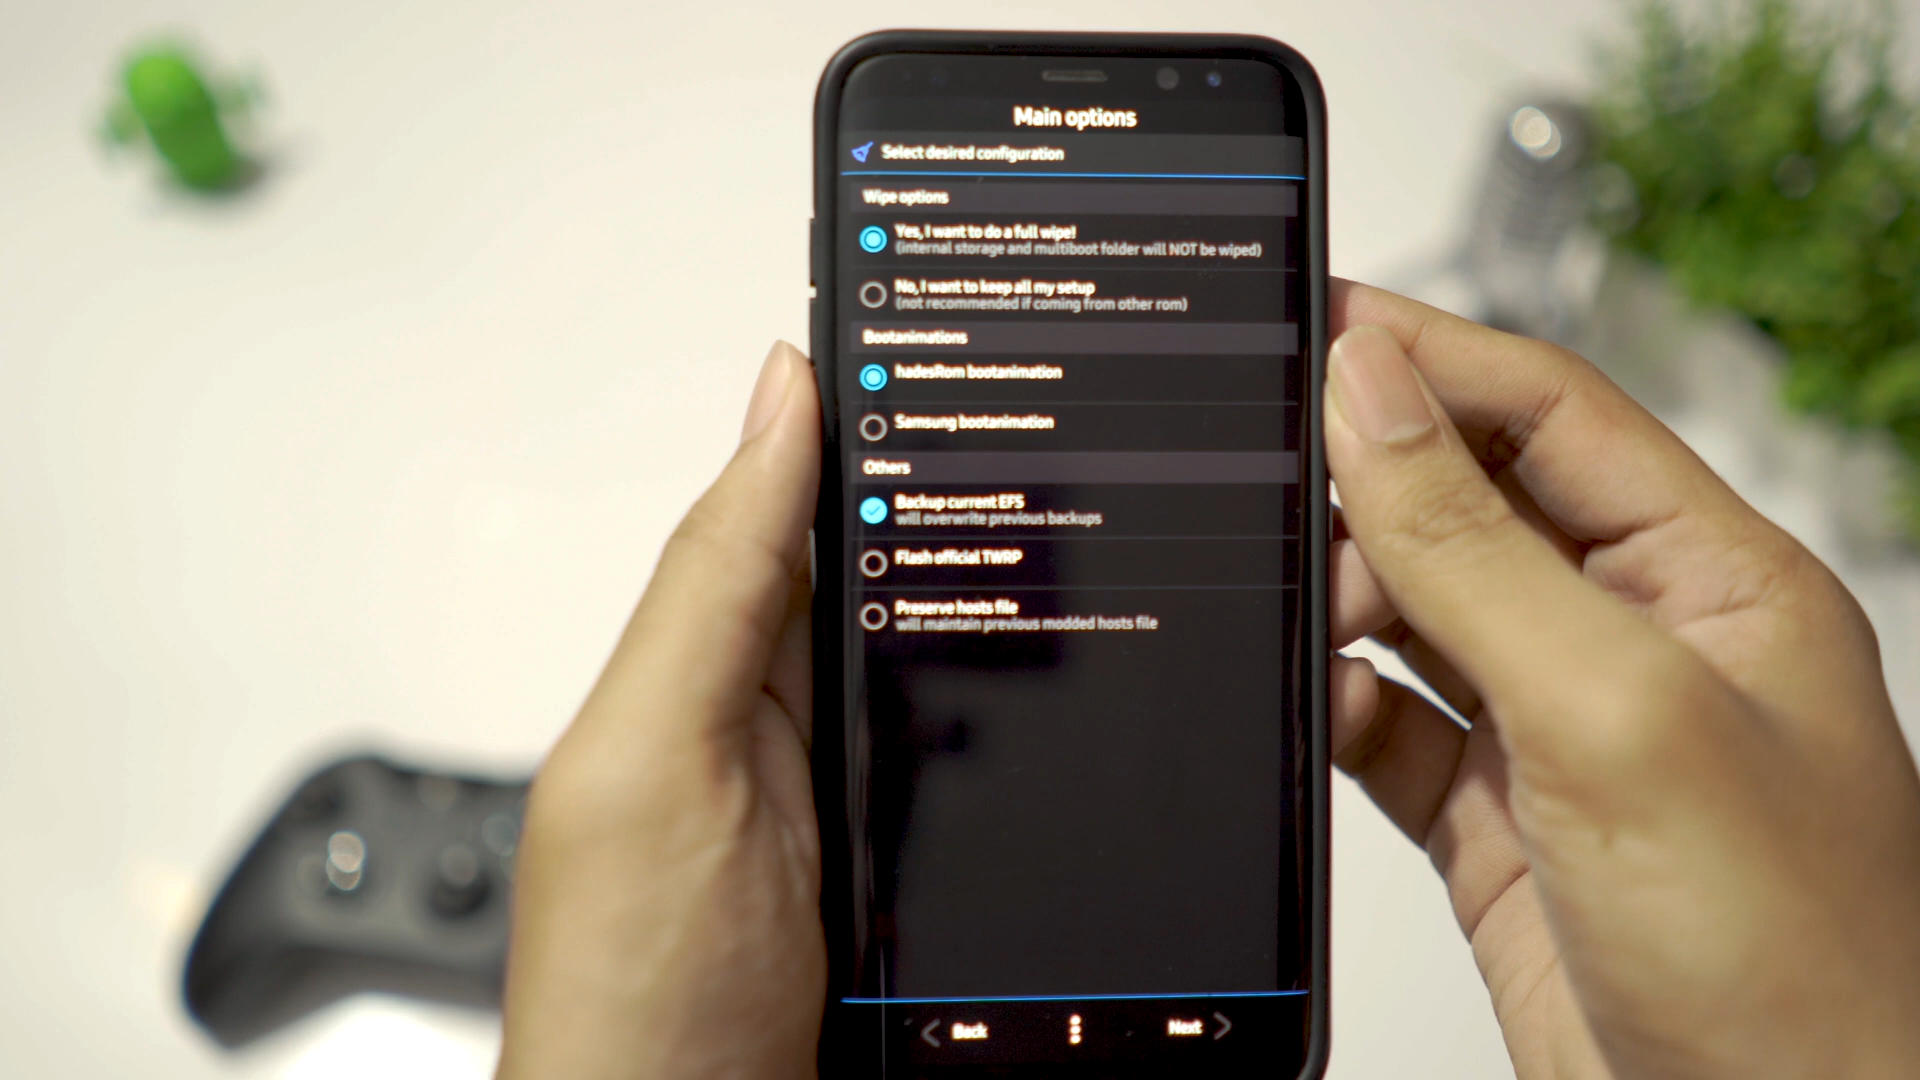 Main options
Select desired configuration
Wipe options
Yes, I want to do a full wipe!
(internal storage and multiboot folder will NOT be wiped)
No, I want to keep all my setup
(not recommended if coming from other rom)
Bootanimations
hadesRom bootanimation
Samsung bootanimation
Others
Backup current EFS
will overwrite previous backups
Flash official TWRP
Preserve hosts file
will maintain previous modded hosts file
Back
Next